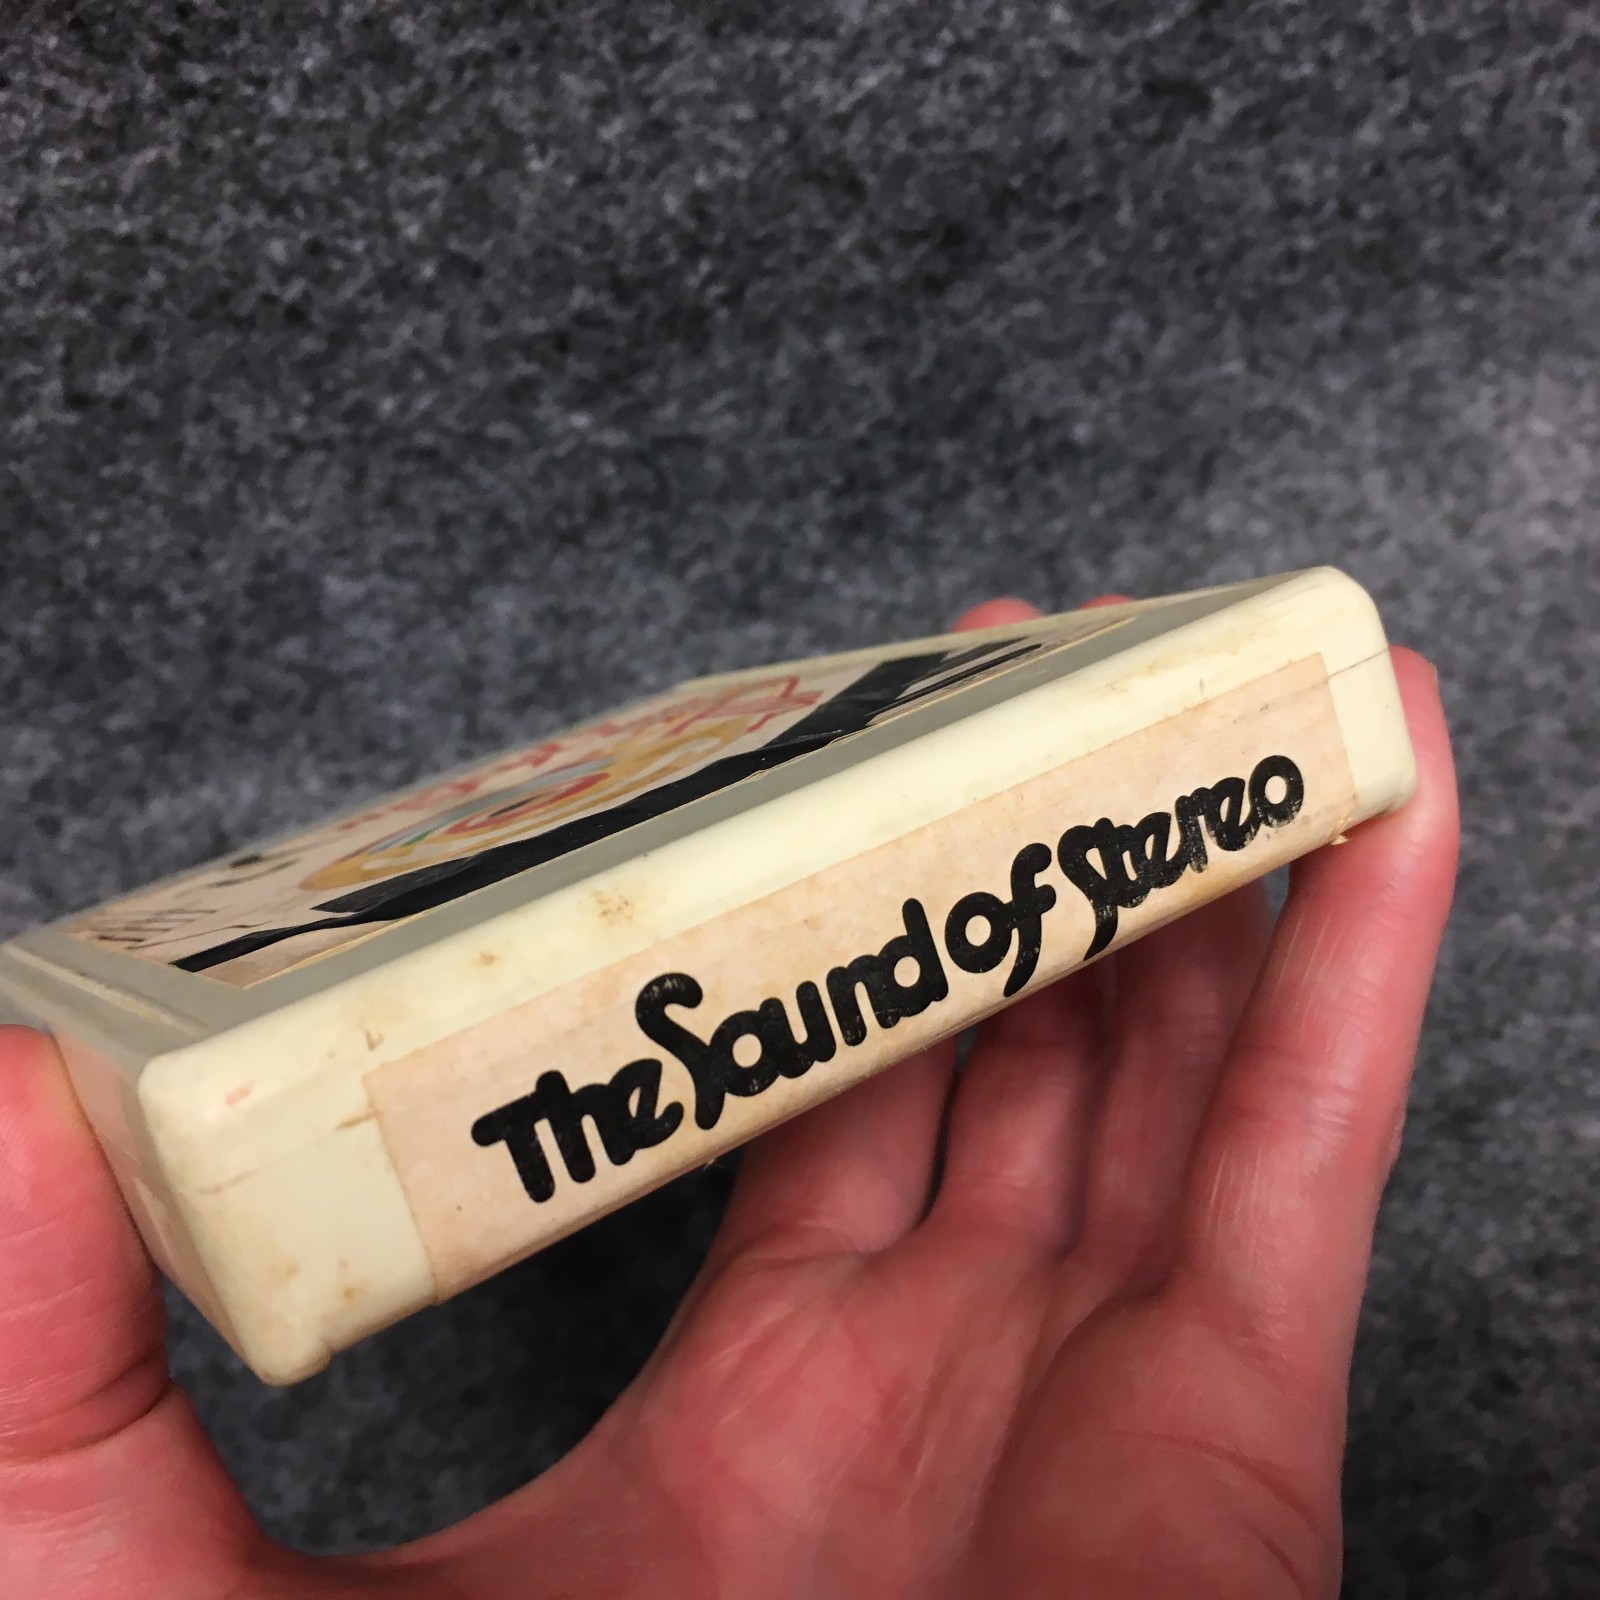 The Sound of Stereo